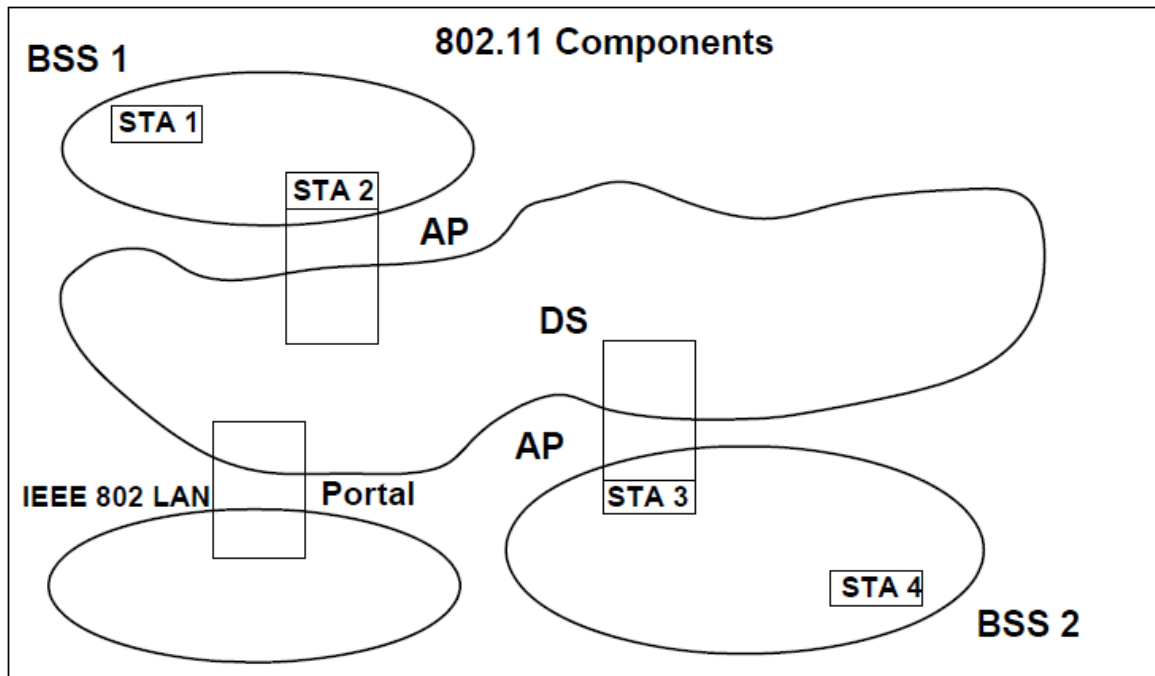 802.11 Components
BSS 1
STA 1
STA 2
AP
DS
AP
IEEE 802 LAN
Portal
STA 3
STA 4
BSS 2